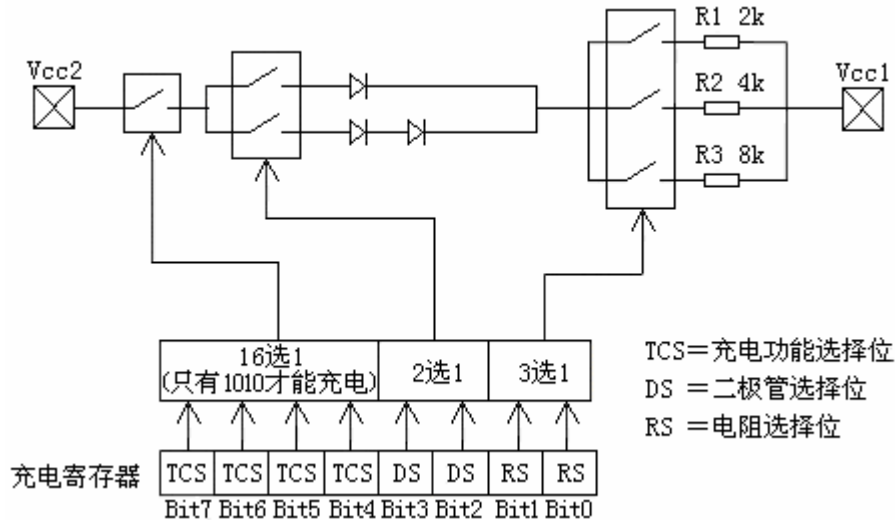 R1 2k
Vcc2
Vcc1
R2 4k
R3 8k
16选1
(只有1010才能充电)
2选1
3选1
TCS=充电功能选择位
DS =二极管选择位
RS =电阻选择位
充电寄存器 TCS TCS TCS TCS DS DS RS RS
Bit7 Bit6 Bit5 Bit4 Bit3 Bit2 Bit1 Bit0